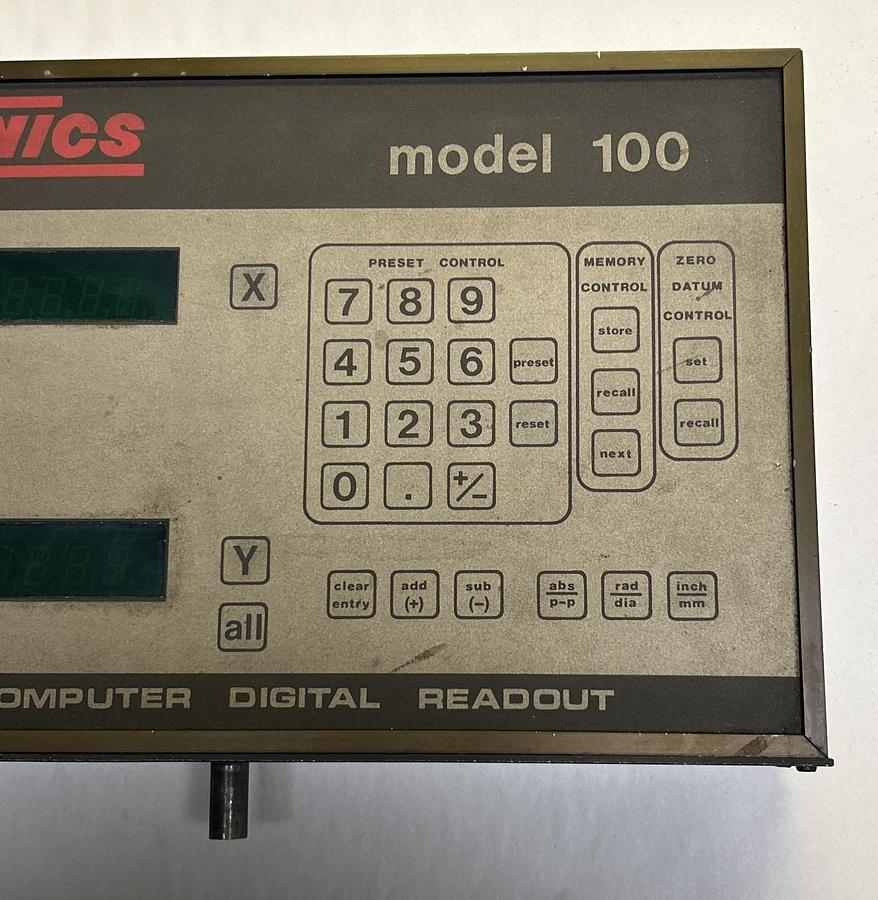 NICS
model 100
X
PRESET CONTROL
7 8 9
4 5 6 preset
1 2 3 reset
0 . +/-
MEMORY
CONTROL
store
recall
next
ZERO
DATUM
CONTROL
set
recall
Y
all
clear
entry
add
(+)
sub
(-)
abs
p-p
rad
dia
inch
mm
OMPUTER DIGITAL READOUT